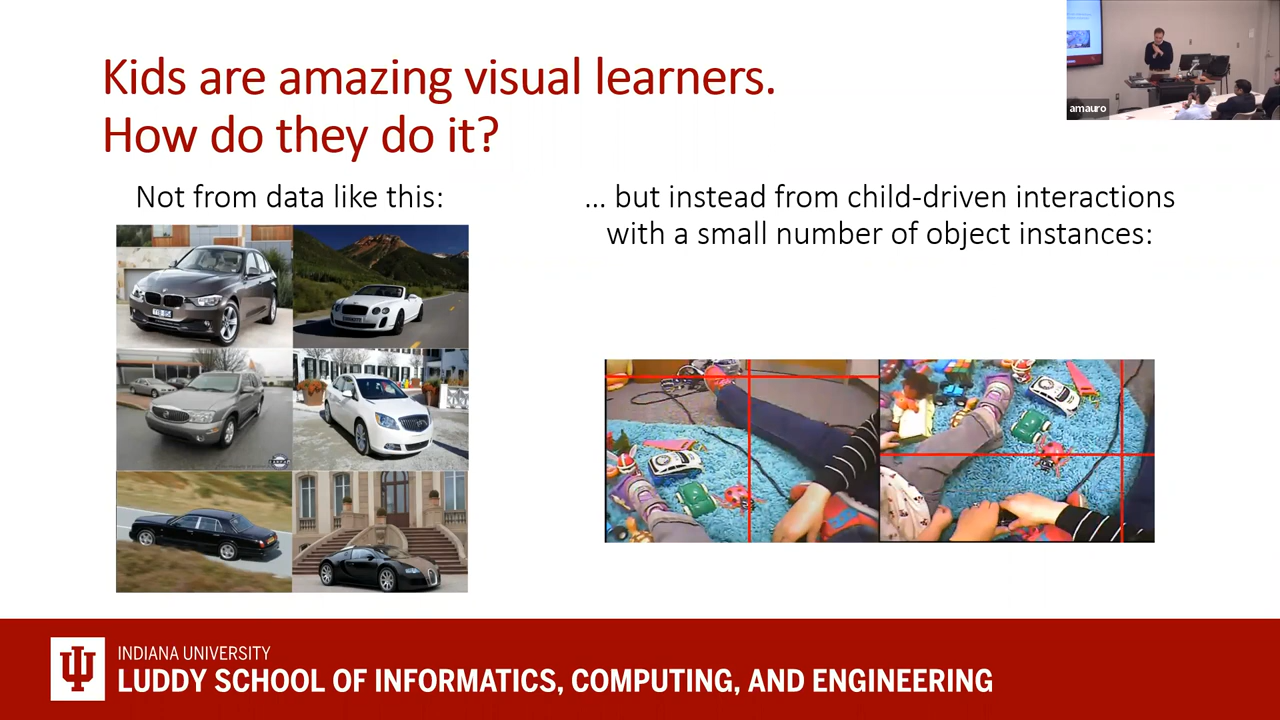 Kids are amazing visual learners.
How do they do it?
amauro
Not from data like this:
... but instead from child-driven interactions
with a small number of object instances:
INDIANA UNIVERSITY
LUDDY SCHOOL OF INFORMATICS, COMPUTING, AND ENGINEERING